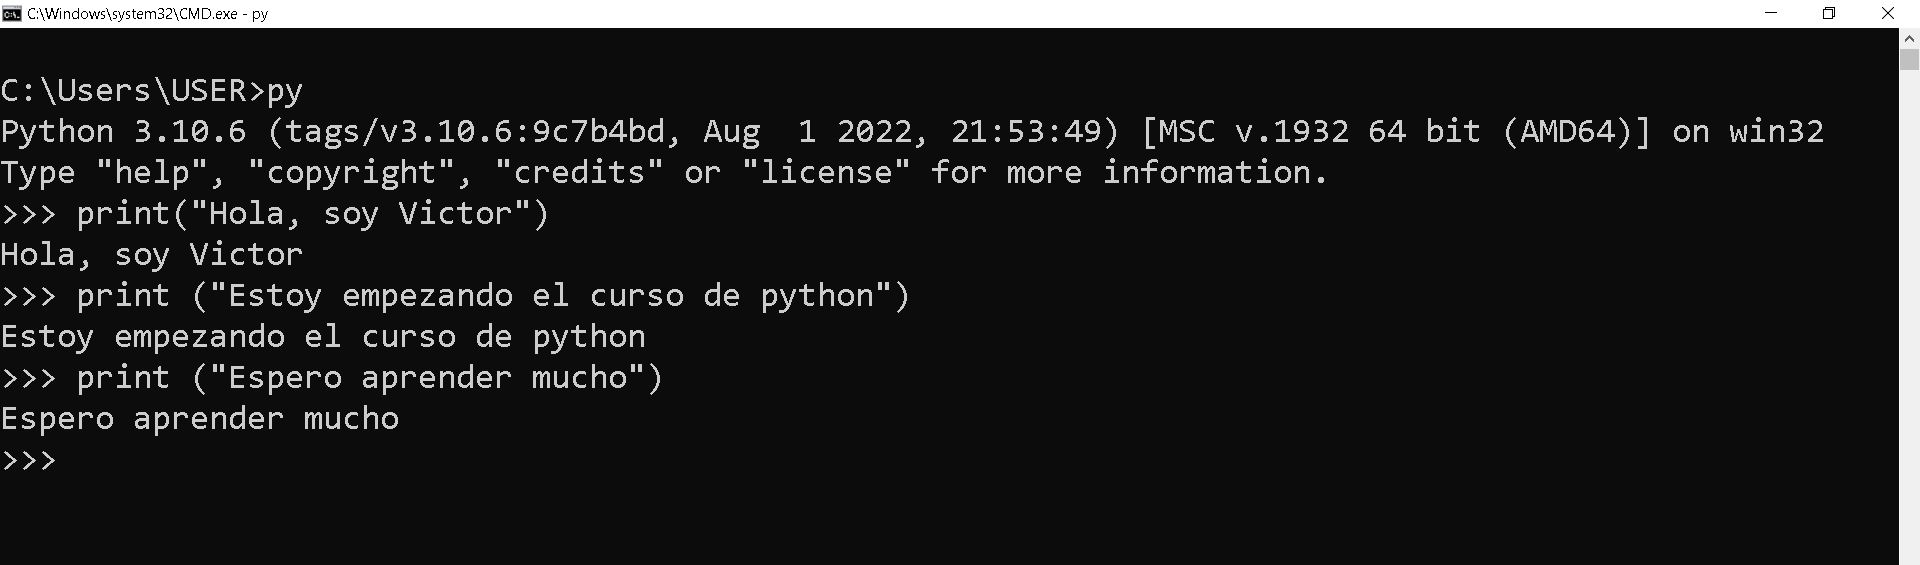 C:\Windows\system32\CMD.exe - py
C:\Users\USER>py
Python 3.10.6 (tags/v3.10.6:9c7b4bd, Aug  1 2022, 21:53:49) [MSC v.1932 64 bit (AMD64)] on win32
Type "help", "copyright", "credits" or "license" for more information.
>>> print("Hola, soy Victor")
Hola, soy Victor
>>> print ("Estoy empezando el curso de python")
Estoy empezando el curso de python
>>> print ("Espero aprender mucho")
Espero aprender mucho
>>>